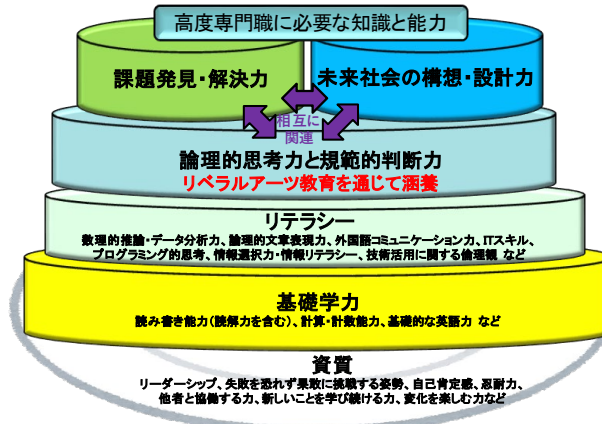 高度専門職に必要な知識と能力
課題発見・解決力
未来社会の構想・設計力
相互に
関連
論理的思考力と規範的判断力
リベラルアーツ教育を通じて涵養
リテラシー
数理的推論・データ分析力、論理的文章表現力、外国語コミュニケーション力、ITスキル、
プログラミング的思考、情報選択力・情報リテラシー、技術活用に関する倫理観 など
基礎学力
読み書き能力(読解力を含む)、計算・計数能力、基礎的な英語力 など
資質
リーダーシップ、失敗を恐れず果敢に挑戦する姿勢、自己肯定感、忍耐力、
他者と協働する力、新しいことを学び続ける力、変化を楽しむ力など